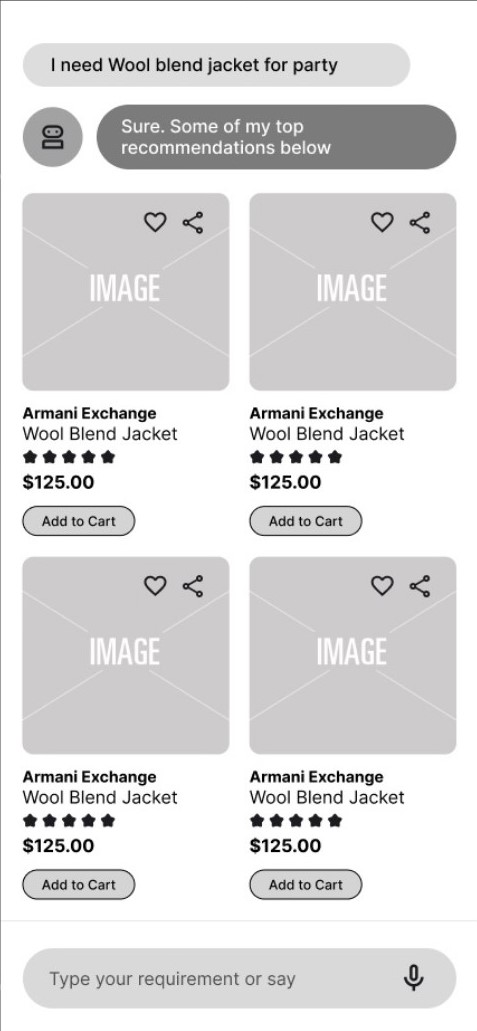 I need Wool blend jacket for party
Sure. Some of my top
recommendations below
IMAGE
IMAGE
Armani Exchange
Wool Blend Jacket
$125.00
Add to Cart
Armani Exchange
Wool Blend Jacket
$125.00
Add to Cart
IMAGE
IMAGE
Armani Exchange
Wool Blend Jacket
$125.00
Add to Cart
Armani Exchange
Wool Blend Jacket
$125.00
Add to Cart
Type your requirement or say